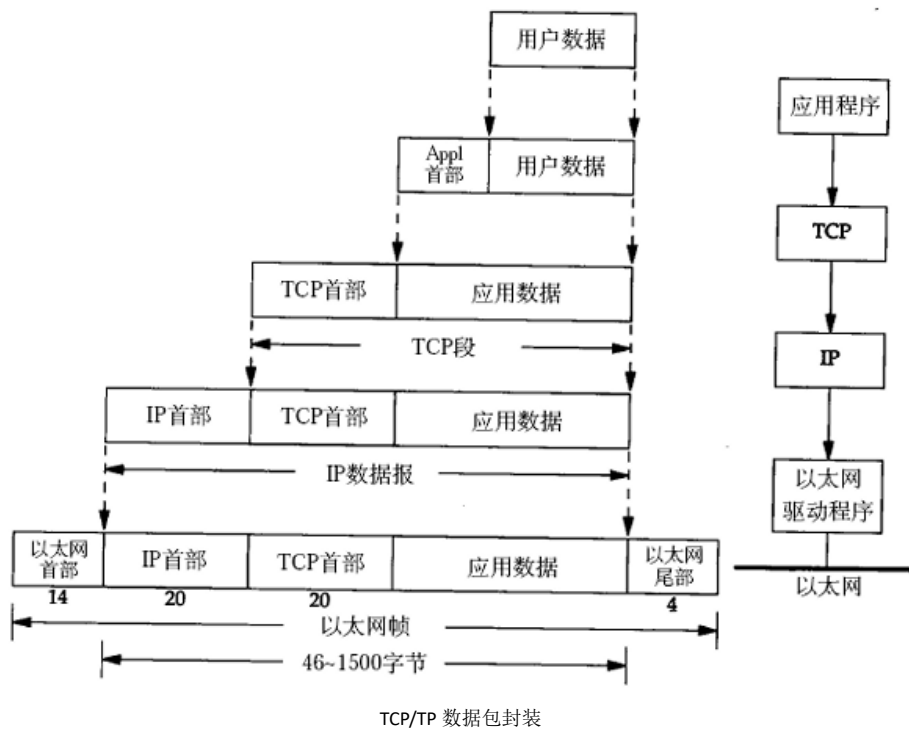 用户数据
应用程序
Appl
首部
用户数据
TCP
TCP首部
应用数据
TCP段
IP
IP首部
TCP首部
应用数据
IP数据报
以太网
驱动程序
以太网
首部
IP首部
TCP首部
应用数据
以太网
尾部
以太网
14
20
20
4
以太网帧
46~1500字节
TCP/TP 数据包封装